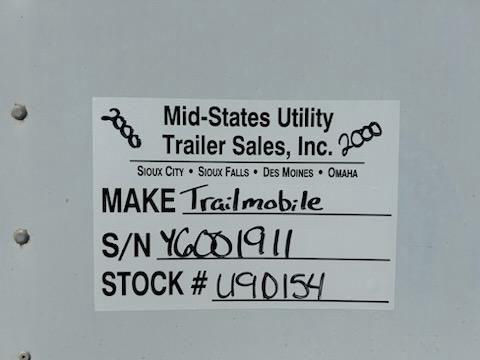 2000 Mid-States Utility
Trailer Sales, Inc. 2000
SIOUX CITY • SIOUX FALLS • DES MOINES • OMAHA
MAKE Trailmobile
S/N Y6001911
STOCK # U90154